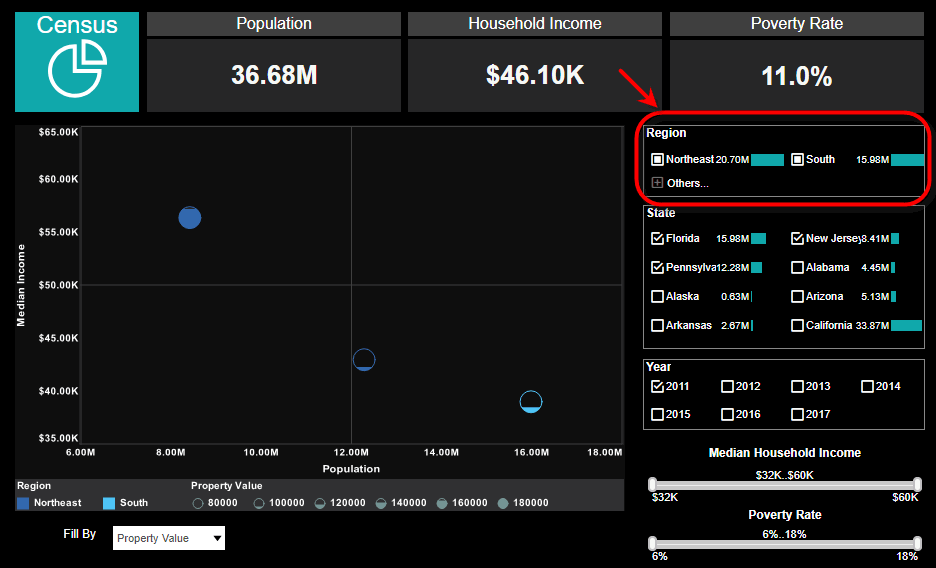 Census
Population
36.68M
Household Income
$46.10K
Poverty Rate
11.0%
$65.00K
$60.00K
$55.00K
$50.00K
$45.00K
$40.00K
$35.00K
Median Income
6.00M 8.00M 10.00M 12.00M 14.00M 16.00M 18.00M
Population
Region
Northeast South
Property Value
80000 100000 120000 140000 160000 180000
Fill By Property Value
Region
Northeast 20.70M South 15.98M
Others...
State
Florida 15.98M New Jersey 8.41M
Pennsylva 12.28M Alabama 4.45M
Alaska 0.63M Arizona 5.13M
Arkansas 2.67M California 33.87M
Year
2011 2012 2013 2014
2015 2016 2017
Median Household Income
$32K..$60K
$32K $60K
Poverty Rate
6%..18%
6% 18%